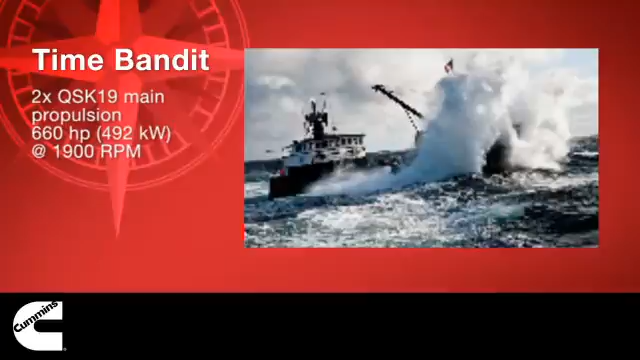 Time Bandit
2x QSK19 main
propulsion
660 hp (492 kW)
@ 1900 RPM
Cummins